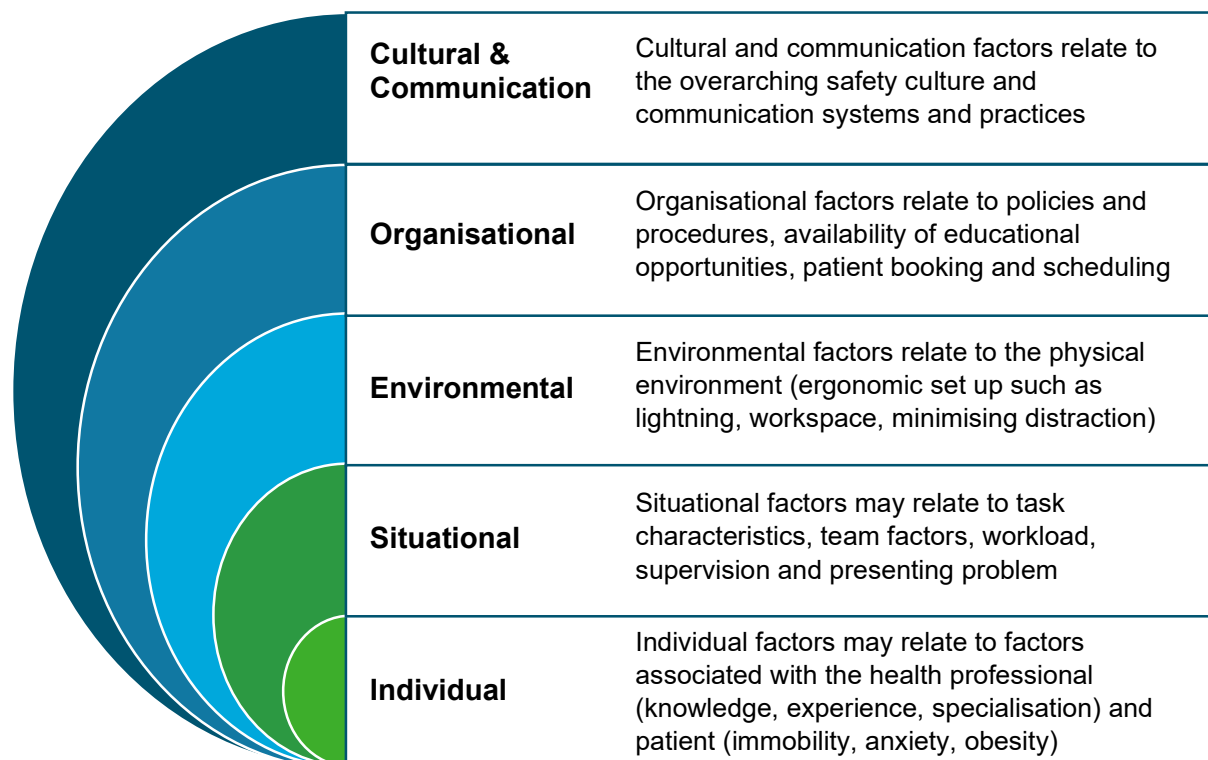 Cultural &
Communication
Cultural and communication factors relate to
the overarching safety culture and
communication systems and practices
Organisational
Organisational factors relate to policies and
procedures, availability of educational
opportunities, patient booking and scheduling
Environmental
Environmental factors relate to the physical
environment (ergonomic set up such as
lightning, workspace, minimising distraction)
Situational
Situational factors may relate to task
characteristics, team factors, workload,
supervision and presenting problem
Individual
Individual factors may relate to factors
associated with the health professional
(knowledge, experience, specialisation) and
patient (immobility, anxiety, obesity)